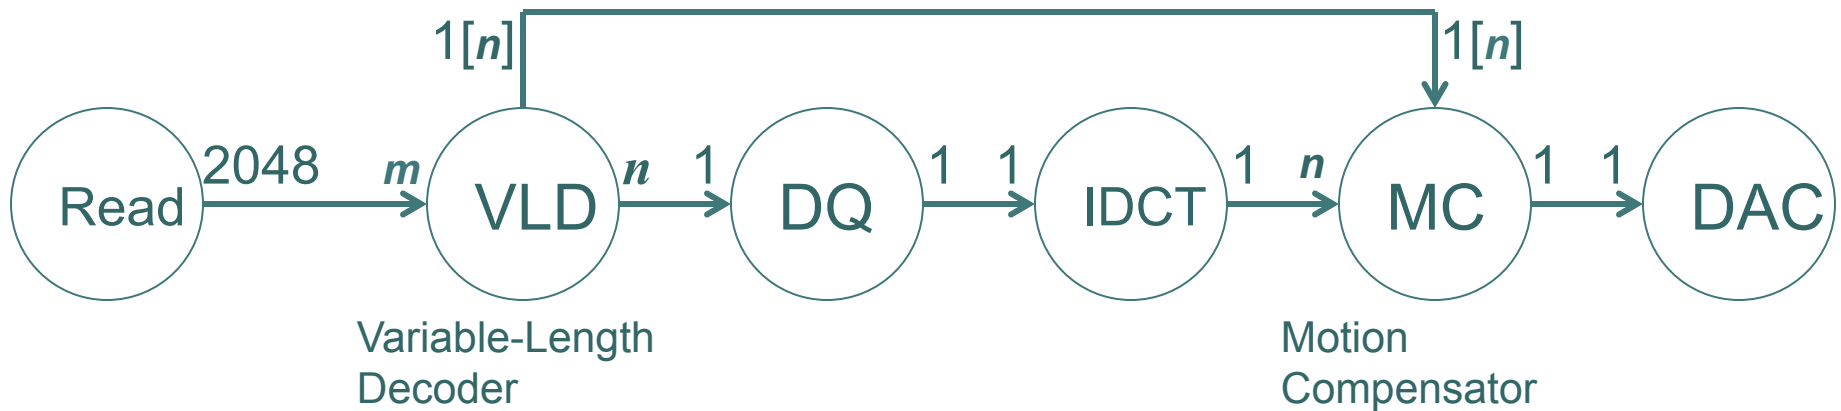 1[n] 1[n]
2048 m n 1 1 1 1 n 1 1
Read VLD DQ IDCT MC DAC
Variable-Length
Decoder
Motion
Compensator